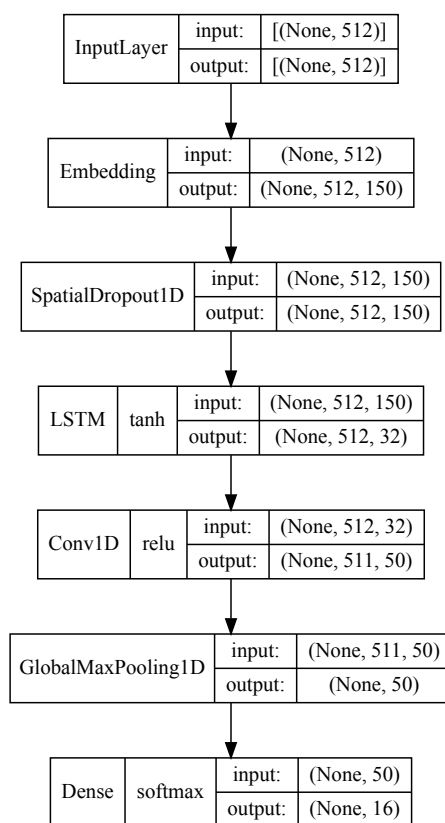 InputLayer input: [(None, 512)]
output: [(None, 512)]
Embedding input: (None, 512)
output: (None, 512, 150)
SpatialDropout1D input: (None, 512, 150)
output: (None, 512, 150)
LSTM tanh input: (None, 512, 150)
output: (None, 512, 32)
Conv1D relu input: (None, 512, 32)
output: (None, 511, 50)
GlobalMaxPooling1D input: (None, 511, 50)
output: (None, 50)
Dense softmax input: (None, 50)
output: (None, 16)